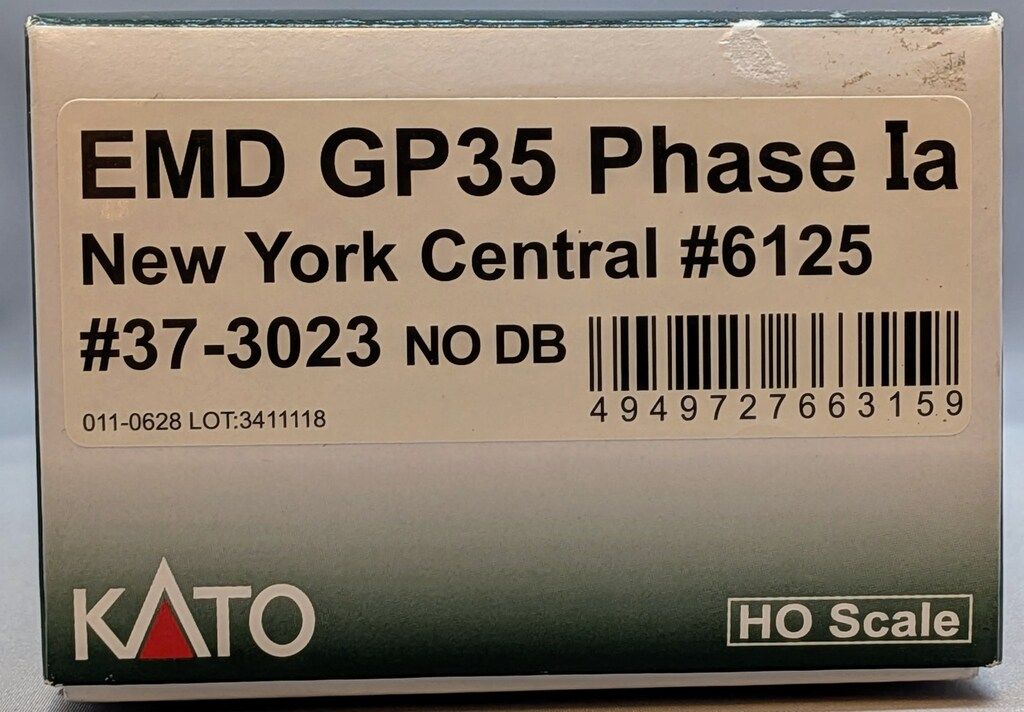 EMD GP35 Phase Ia
New York Central #6125
#37-3023 NO DB
011-0628 LOT:3411118
4949727663159
KATO
HO Scale